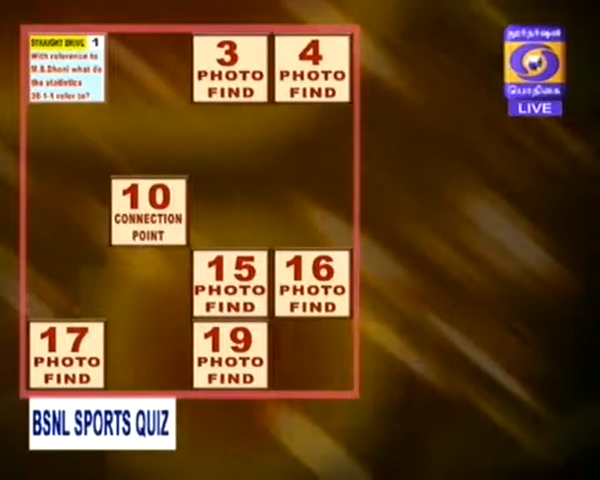 STRAIGHT DRIVE 1
With reference to
M.S.Dhoni what do
the statistics
30-1-1 refer to?
3
PHOTO
FIND
4
PHOTO
FIND
தூர்தர்ஷன்
பொதிகை
LIVE
10
CONNECTION
POINT
15
PHOTO
FIND
16
PHOTO
FIND
17
PHOTO
FIND
19
PHOTO
FIND
BSNL SPORTS QUIZ